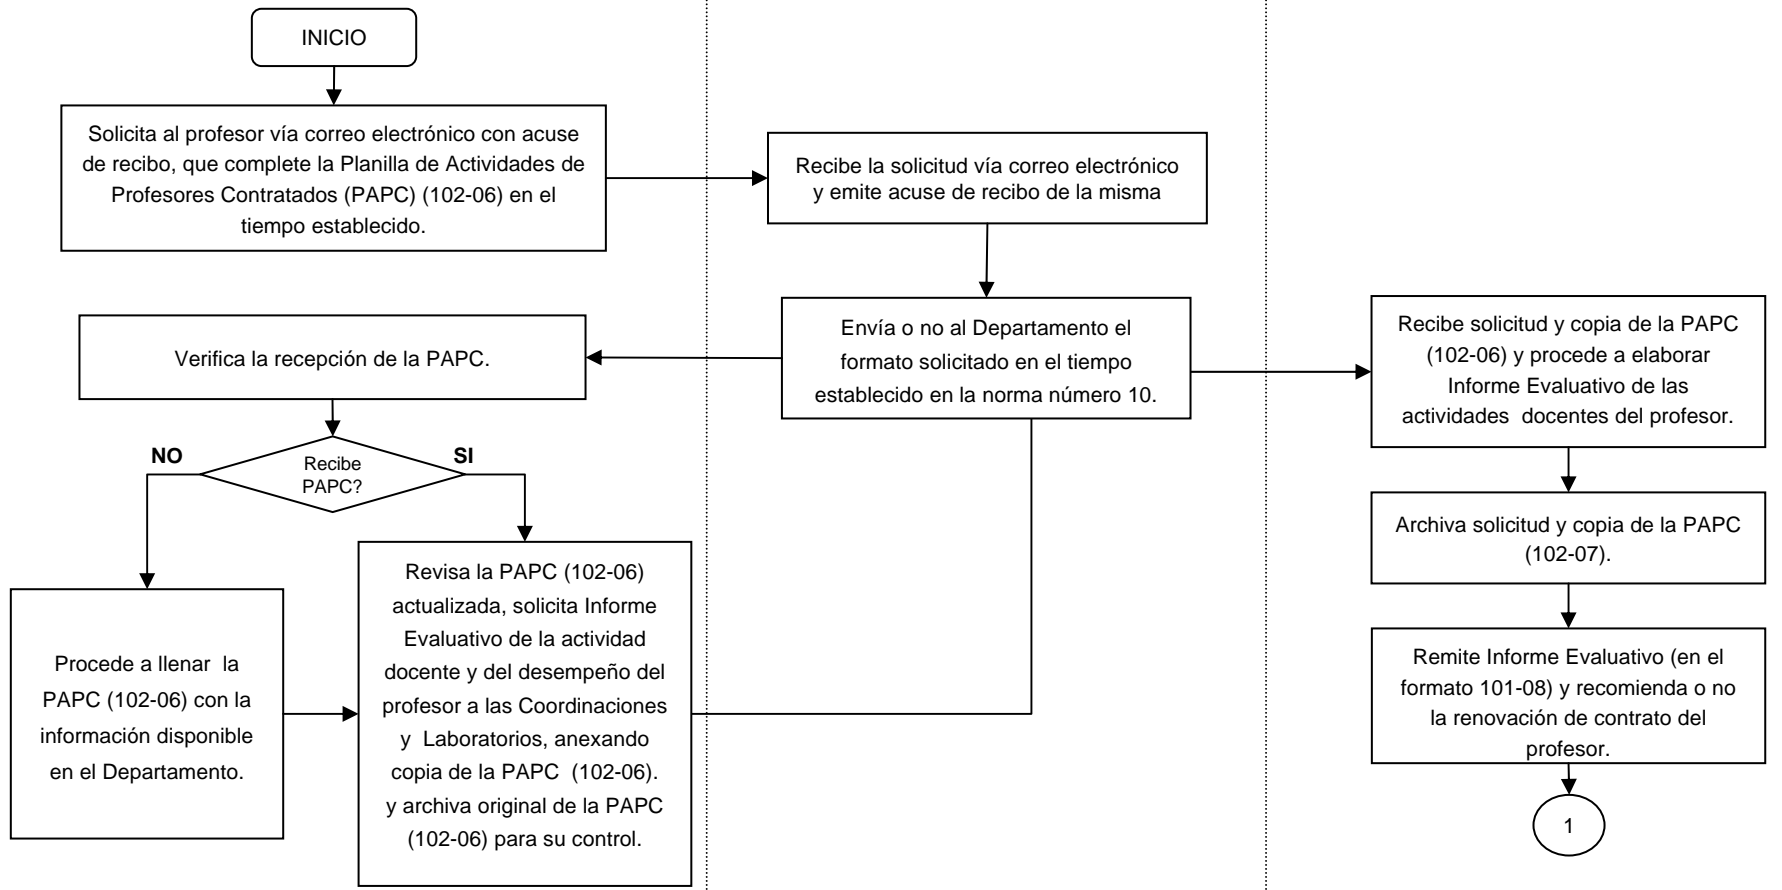 INICIO
Solicita al profesor vía correo electrónico con acuse
de recibo, que complete la Planilla de Actividades de
Profesores Contratados (PAPC) (102-06) en el
tiempo establecido.
Recibe la solicitud vía correo electrónico
y emite acuse de recibo de la misma
Envía o no al Departamento el
formato solicitado en el tiempo
establecido en la norma número 10.
Verifica la recepción de la PAPC.
NO
Recibe
PAPC?
SI
Procede a llenar  la
PAPC (102-06) con la
información disponible
en el Departamento.
Revisa la PAPC (102-06)
actualizada, solicita Informe
Evaluativo de la actividad
docente y del desempeño del
profesor a las Coordinaciones
y  Laboratorios, anexando
copia de la PAPC  (102-06).
y archiva original de la PAPC
(102-06) para su control.
Recibe solicitud y copia de la PAPC
(102-06) y procede a elaborar
Informe Evaluativo de las
actividades  docentes del profesor.
Archiva solicitud y copia de la PAPC
(102-07).
Remite Informe Evaluativo (en el
formato 101-08) y recomienda o no
la renovación de contrato del
profesor.
1